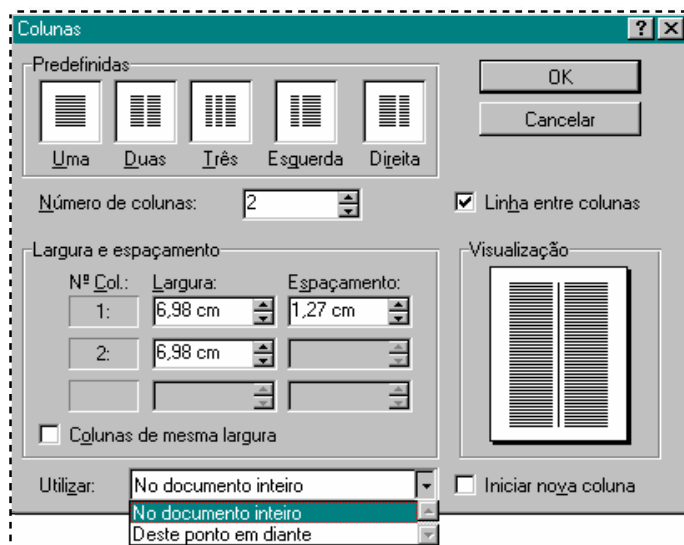 Colunas
Predefinidas
Uma Duas Três Esquerda Direita
OK
Cancelar
Número de colunas: 2
Linha entre colunas
Largura e espaçamento
Nº Col.: Largura: Espaçamento:
1: 6,98 cm 1,27 cm
2: 6,98 cm
Colunas de mesma largura
Visualização
Utilizar: No documento inteiro
Iniciar nova coluna
No documento inteiro
Deste ponto em diante